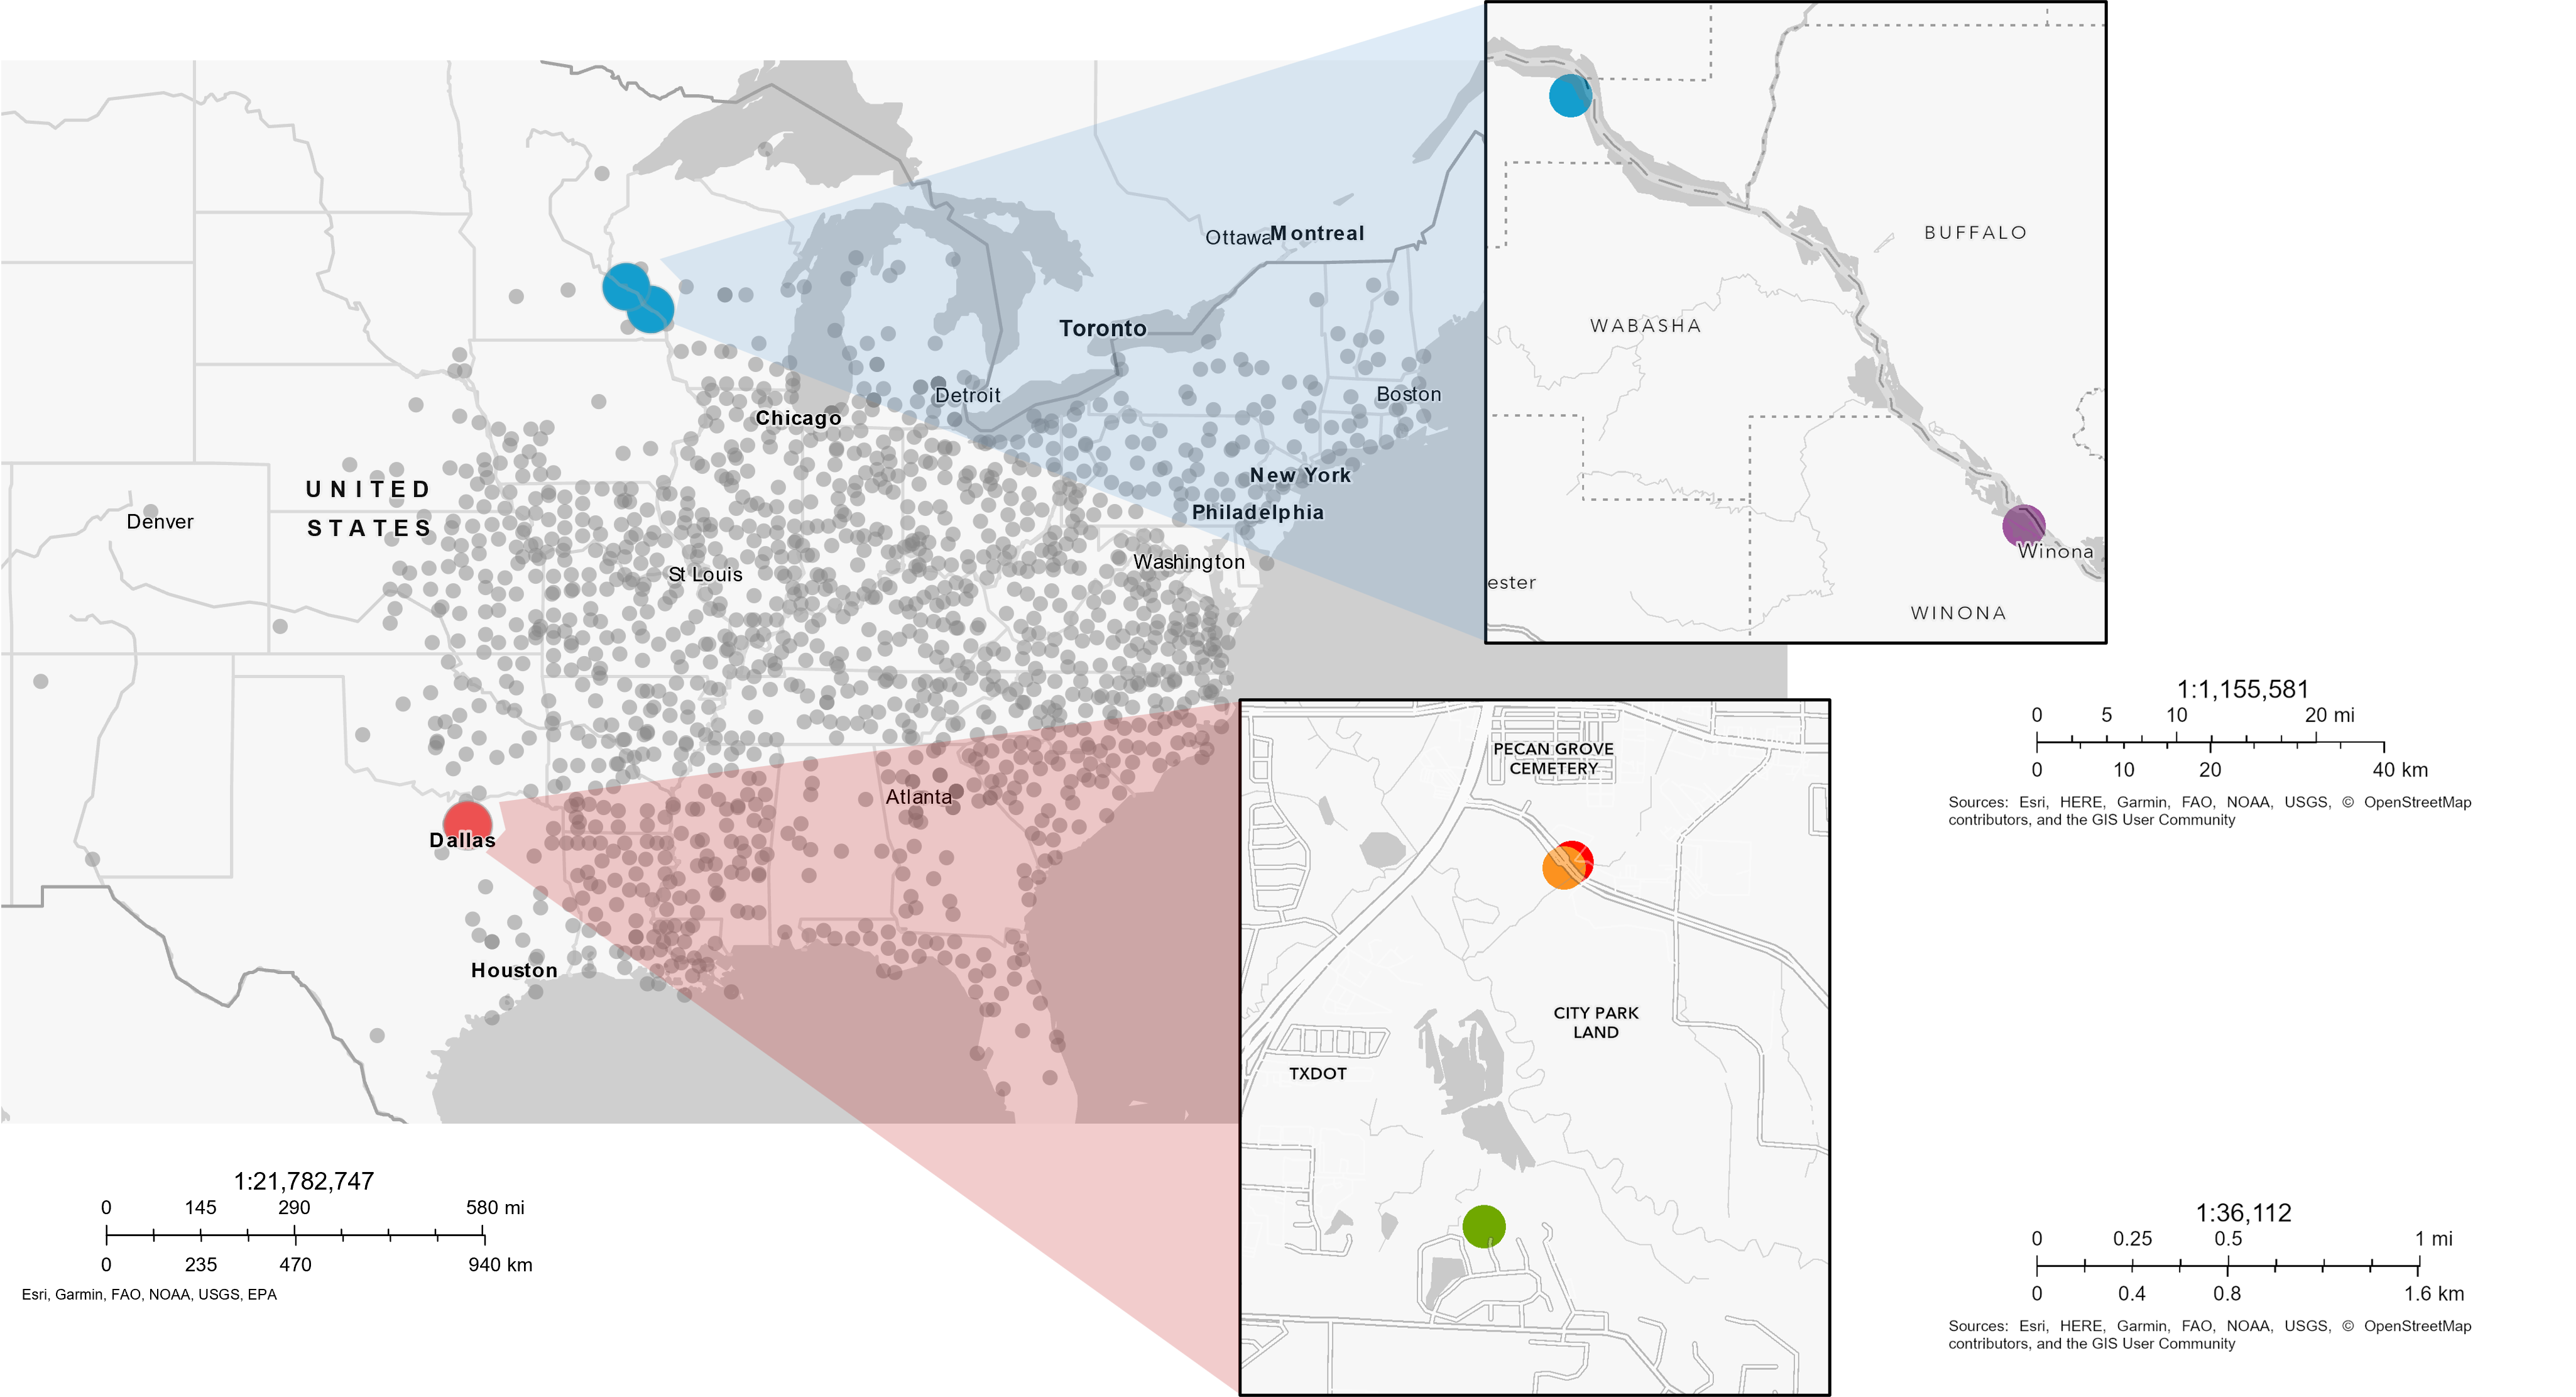 Ottawa
Montreal
Toronto
Detroit
Boston
Chicago
New York
Philadelphia
UNITED
STATES
Denver
St Louis
Washington
Atlanta
Dallas
Houston
BUFFALO
WABASHA
Winona
ester
WINONA
PECAN GROVE
CEMETERY
CITY PARK
LAND
TXDOT
1:1,155,581
0 5 10 20 mi
0 10 20 40 km
Sources: Esri, HERE, Garmin, FAO, NOAA, USGS, © OpenStreetMap
contributors, and the GIS User Community
1:21,782,747
0 145 290 580 mi
0 235 470 940 km
Esri, Garmin, FAO, NOAA, USGS, EPA
1:36,112
0 0.25 0.5 1 mi
0 0.4 0.8 1.6 km
Sources: Esri, HERE, Garmin, FAO, NOAA, USGS, © OpenStreetMap
contributors, and the GIS User Community